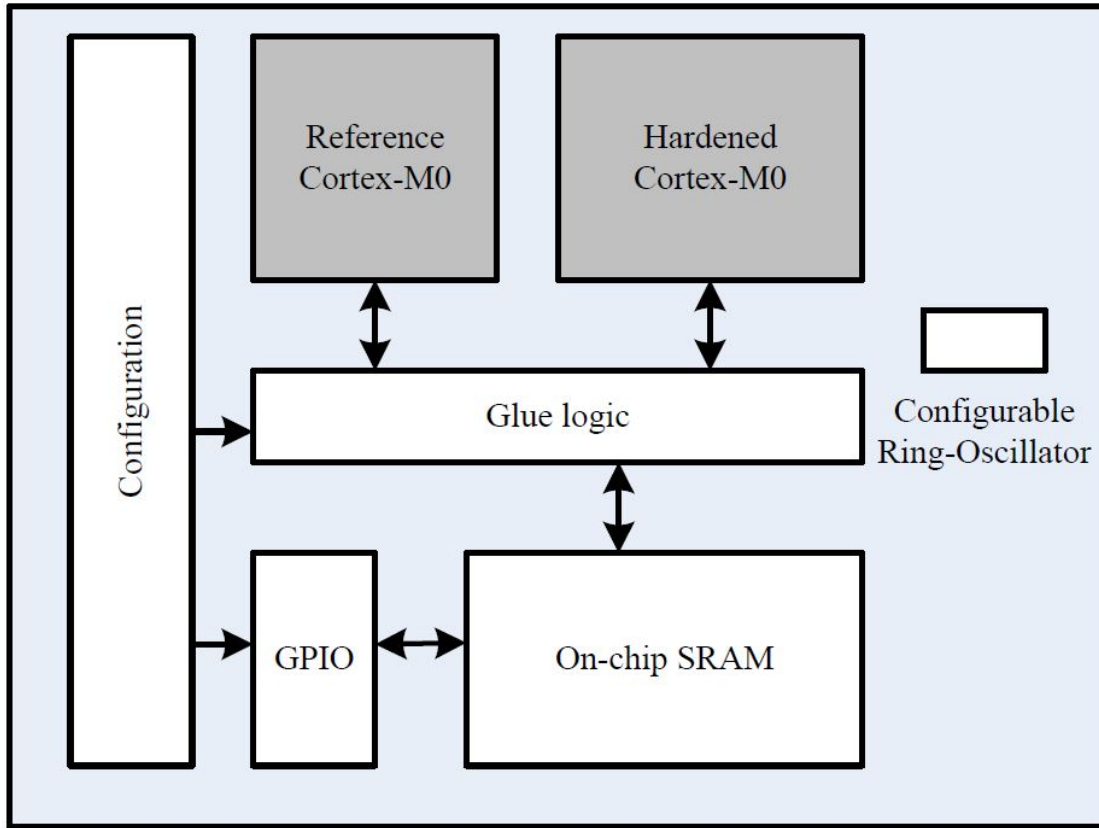 Reference
Cortex-M0
Hardened
Cortex-M0
Configuration
Glue logic
Configurable
Ring-Oscillator
GPIO
On-chip SRAM